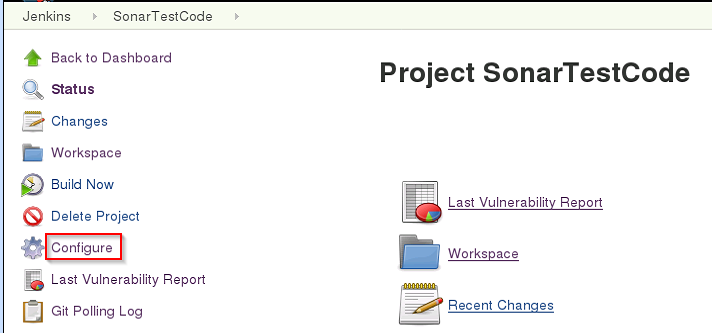 Jenkins SonarTestCode
Back to Dashboard
Status
Changes
Workspace
Build Now
Delete Project
Configure
Last Vulnerability Report
Git Polling Log
Project SonarTestCode
Last Vulnerability Report
Workspace
Recent Changes